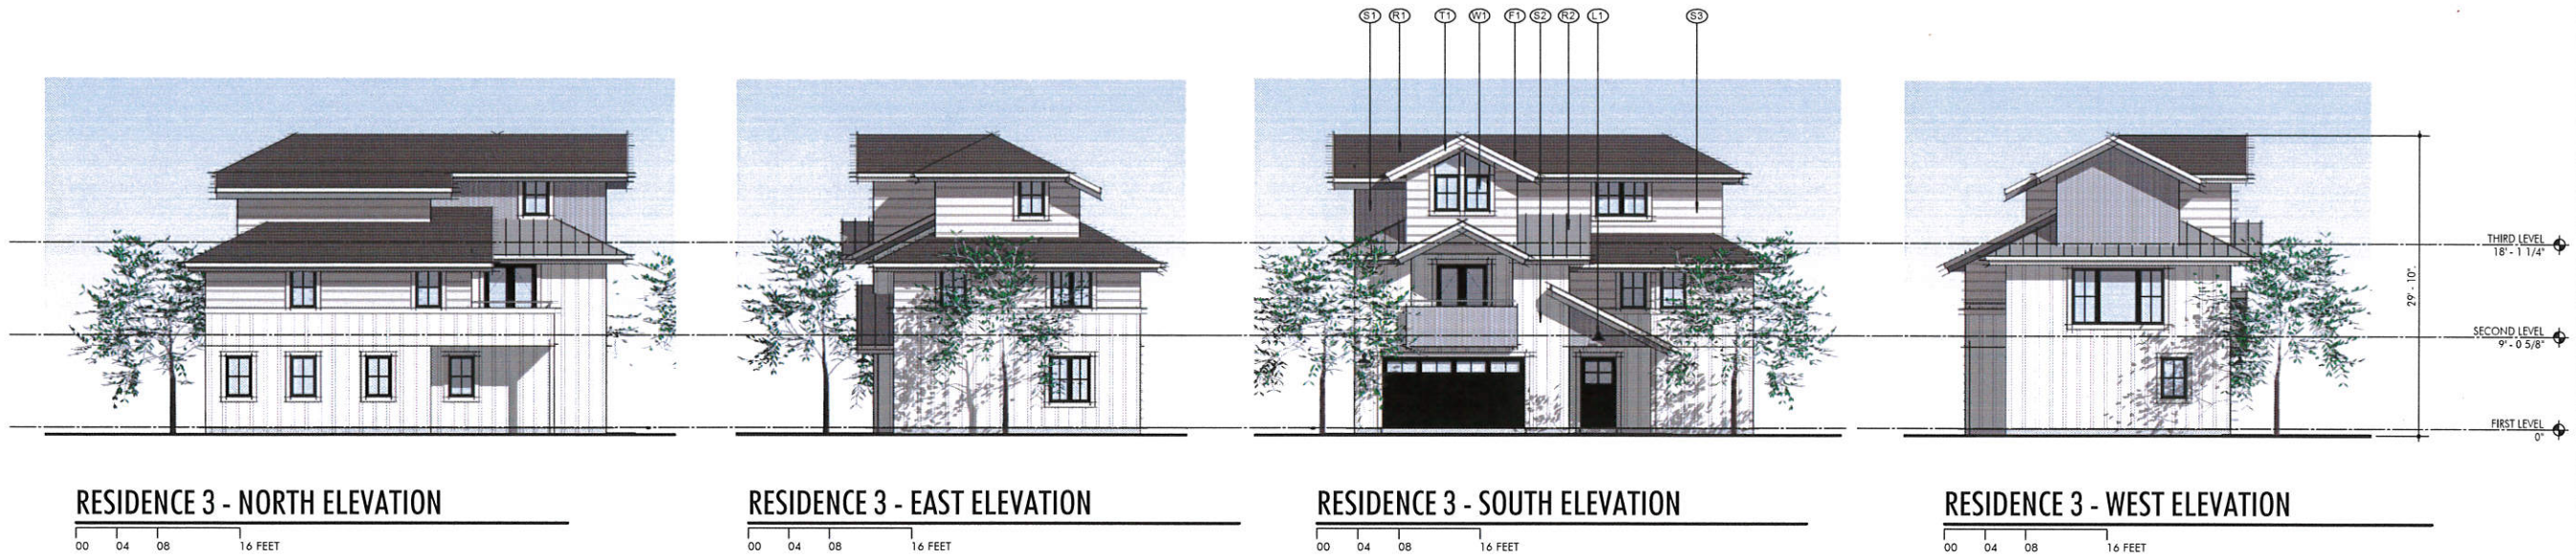 S1 R1 T1 W1 F1 S2 R2 L1 S3
THIRD LEVEL
18' - 1 1/4"
29' - 10"
SECOND LEVEL
9' - 0 5/8"
FIRST LEVEL
0"
RESIDENCE 3 - NORTH ELEVATION
00 04 08 16 FEET
RESIDENCE 3 - EAST ELEVATION
00 04 08 16 FEET
RESIDENCE 3 - SOUTH ELEVATION
00 04 08 16 FEET
RESIDENCE 3 - WEST ELEVATION
00 04 08 16 FEET